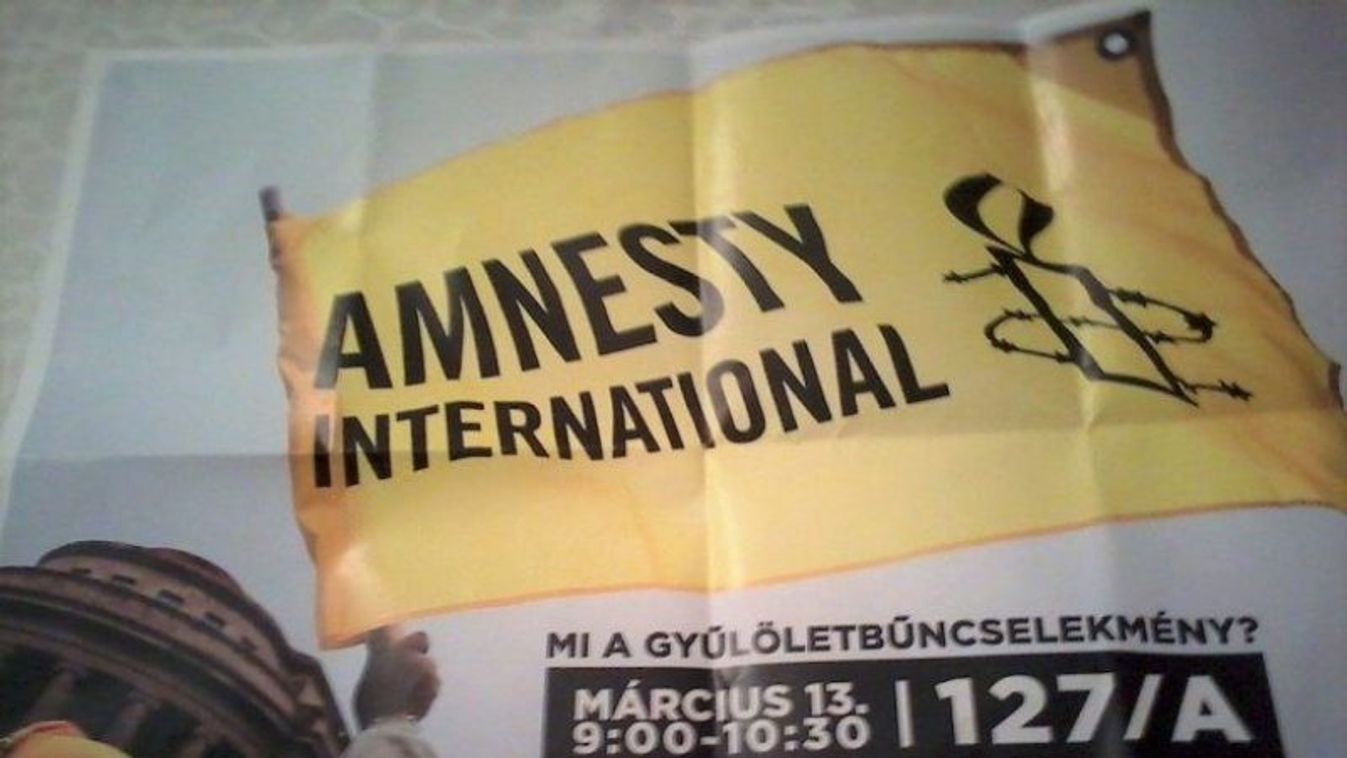 AMNESTY
INTERNATIONAL
MI A GYŰLÖLETBŰNCSELEKMÉNY?
MÁRCIUS 13. | 127/A
9:00-10:30